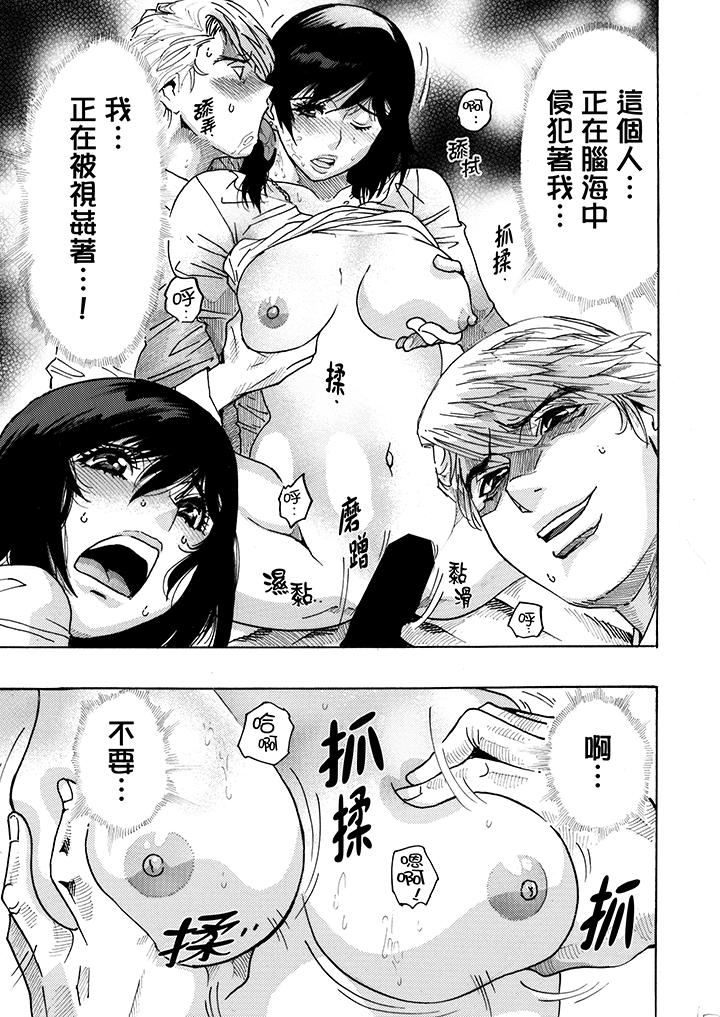 這個人…
正在腦海中
侵犯著我…
我…
正在被視姦著…！
舔弄
啊…
舔拭
抓揉
呼…
揉
呼…
磨蹭
濕黏…
黏滑
呼…
啊…
不要…
哈啊
抓揉
嗯啊！
揉…
抓